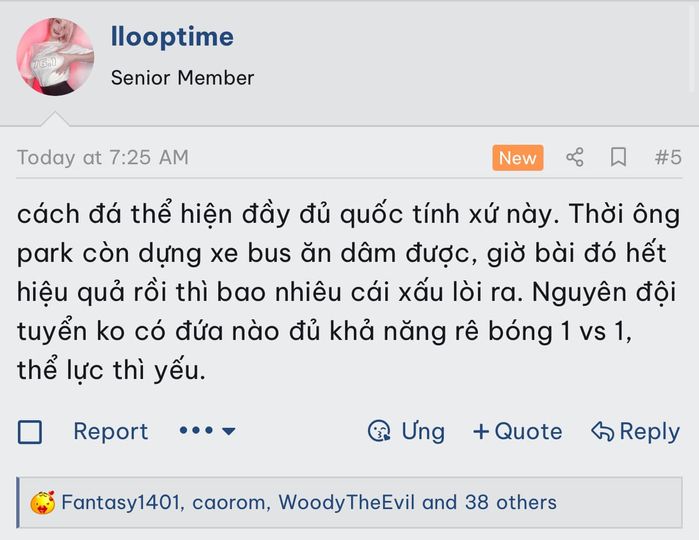 llooptime
Senior Member
Today at 7:25 AM
New
#5
cách đá thể hiện đầy đủ quốc tính xứ này. Thời ông
park còn dựng xe bus ăn dâm được, giờ bài đó hết
hiệu quả rồi thì bao nhiêu cái xấu lòi ra. Nguyên đội
tuyển ko có đứa nào đủ khả năng rê bóng 1 vs 1,
thể lực thì yếu.
Report
Ưng
+Quote
Reply
Fantasy1401, caorom, WoodyTheEvil and 38 others